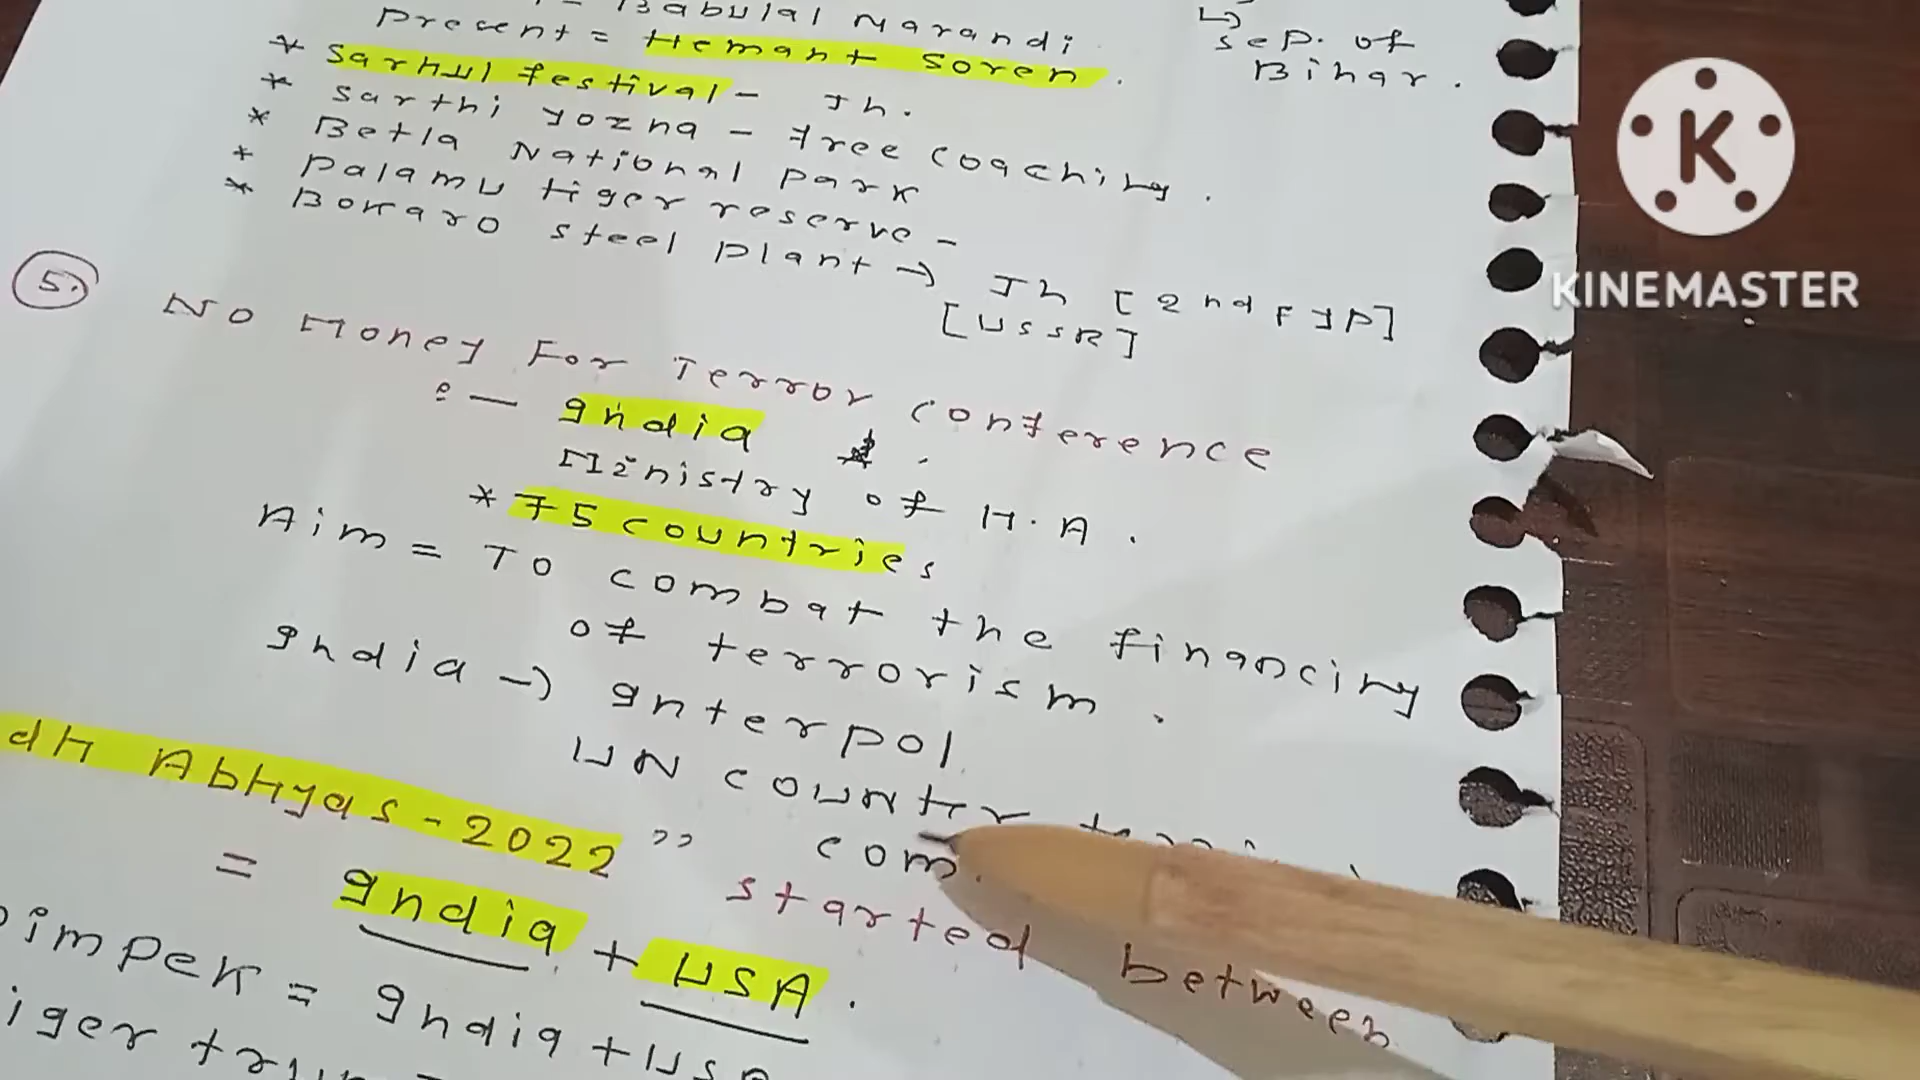 Babulal Marandi
Present = Hemant Soren.
↳ Sep. of
Bihar.
* Sarhul festival - Jh.
* Sarthi Yozna - free coaching.
* Betla National Park
* Palamu tiger reserve -
* Bokaro steel plant → Jh [2nd FYP]
[USSR]
5. No Money For Terror Conference
:- India
Ministry of H.A.
* 75 countries
Aim = To combat the financing
of terrorism.
India → Interpol
UN Counter
com.
dh Abhyas-2022" started between
= India + USA.
impex = India + USA
iger
KINEMASTER